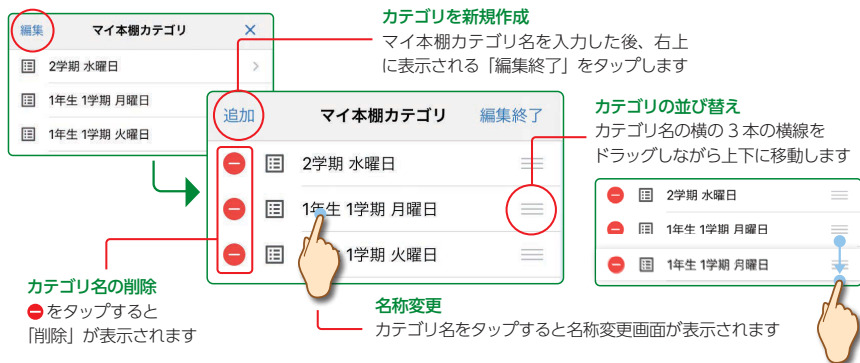 編集 マイ本棚カテゴリ ×
2学期 水曜日
1年生 1学期 月曜日
1年生 1学期 火曜日
カテゴリを新規作成
マイ本棚カテゴリ名を入力した後、右上
に表示される「編集終了」をタップします
追加 マイ本棚カテゴリ 編集終了
2学期 水曜日
1年生 1学期 月曜日
生 1学期 火曜日
カテゴリの並び替え
カテゴリ名の横の3本の横線を
ドラッグしながら上下に移動します
2学期 水曜日
1年生 1学期 月曜日
1年生 1学期 月曜日
カテゴリ名の削除
をタップすると
「削除」が表示されます
名称変更
カテゴリ名をタップすると名称変更画面が表示されます